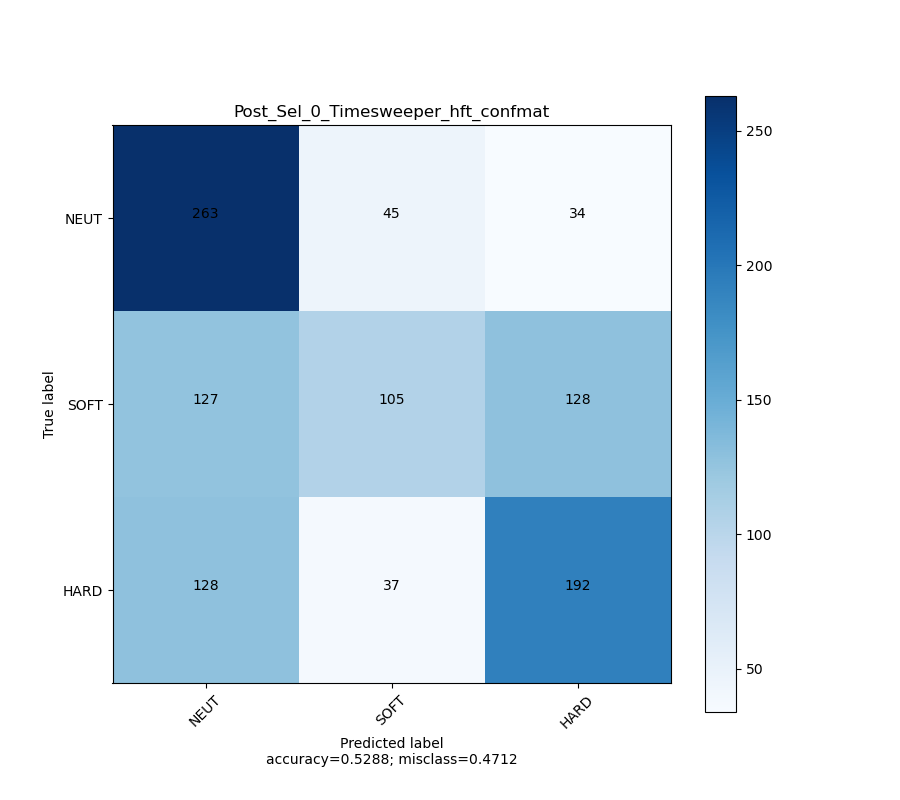 Post_Sel_0_Timesweeper_hft_confmat
250
200
150
100
50
True label
NEUT
263
45
34
SOFT
127
105
128
HARD
128
37
192
NEUT
SOFT
HARD
Predicted label
accuracy=0.5288; misclass=0.4712